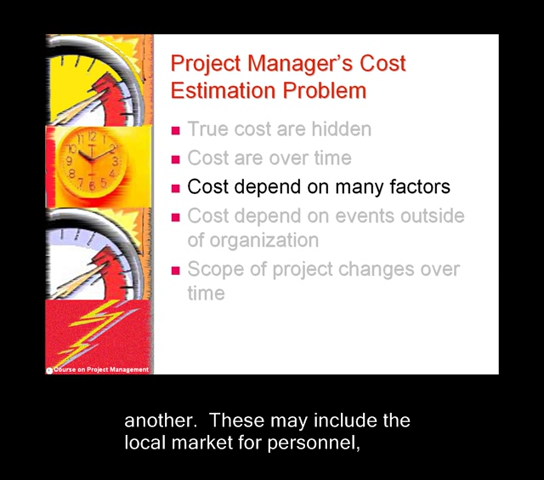 Project Manager's Cost
Estimation Problem
True cost are hidden
Cost are over time
Cost depend on many factors
Cost depend on events outside
of organization
Scope of project changes over
time
Course on Project Management
another. These may include the
local market for personnel,